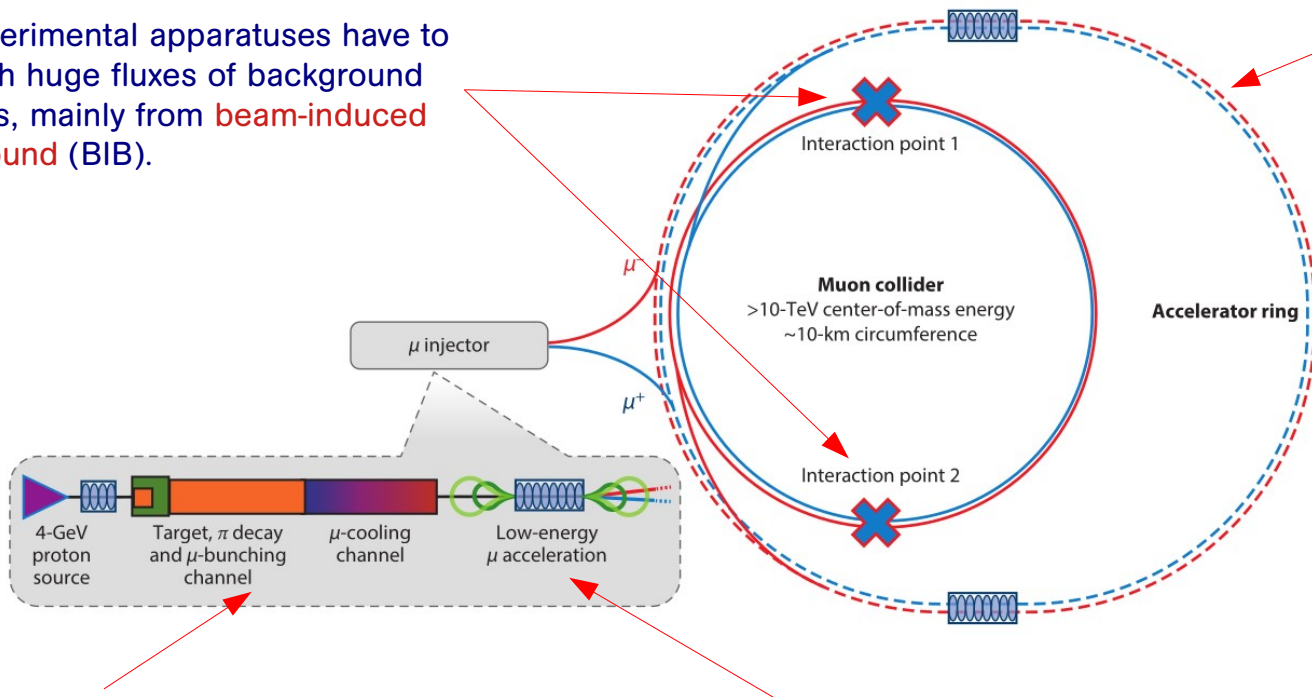 erimental apparatuses have to
h huge fluxes of background
s, mainly from beam-induced
und (BIB).
Interaction point 1
Muon collider
>10-TeV center-of-mass energy
~10-km circumference
Accelerator ring
μ-
μ injector
μ+
Interaction point 2
4-GeV
proton
source
Target, π decay
and μ-bunching
channel
μ-cooling
channel
Low-energy
μ acceleration